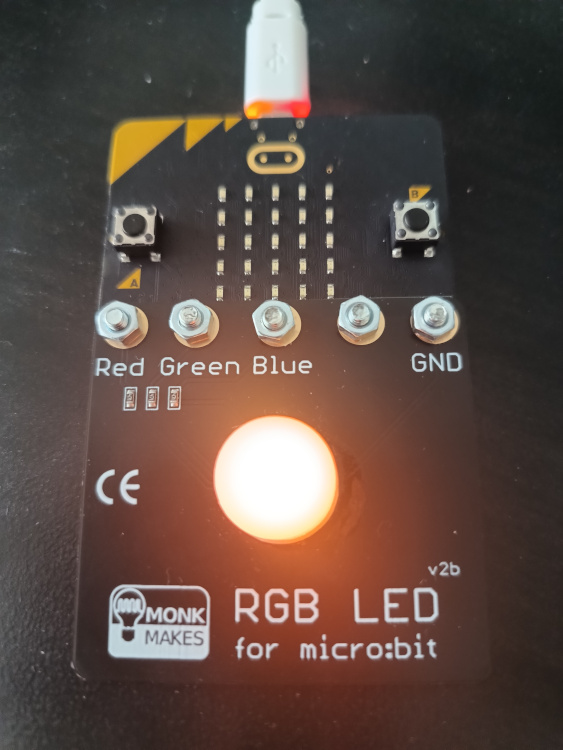 B
A
Red Green Blue GND
CE
v2b
MONK
MAKES
RGB LED
for micro:bit